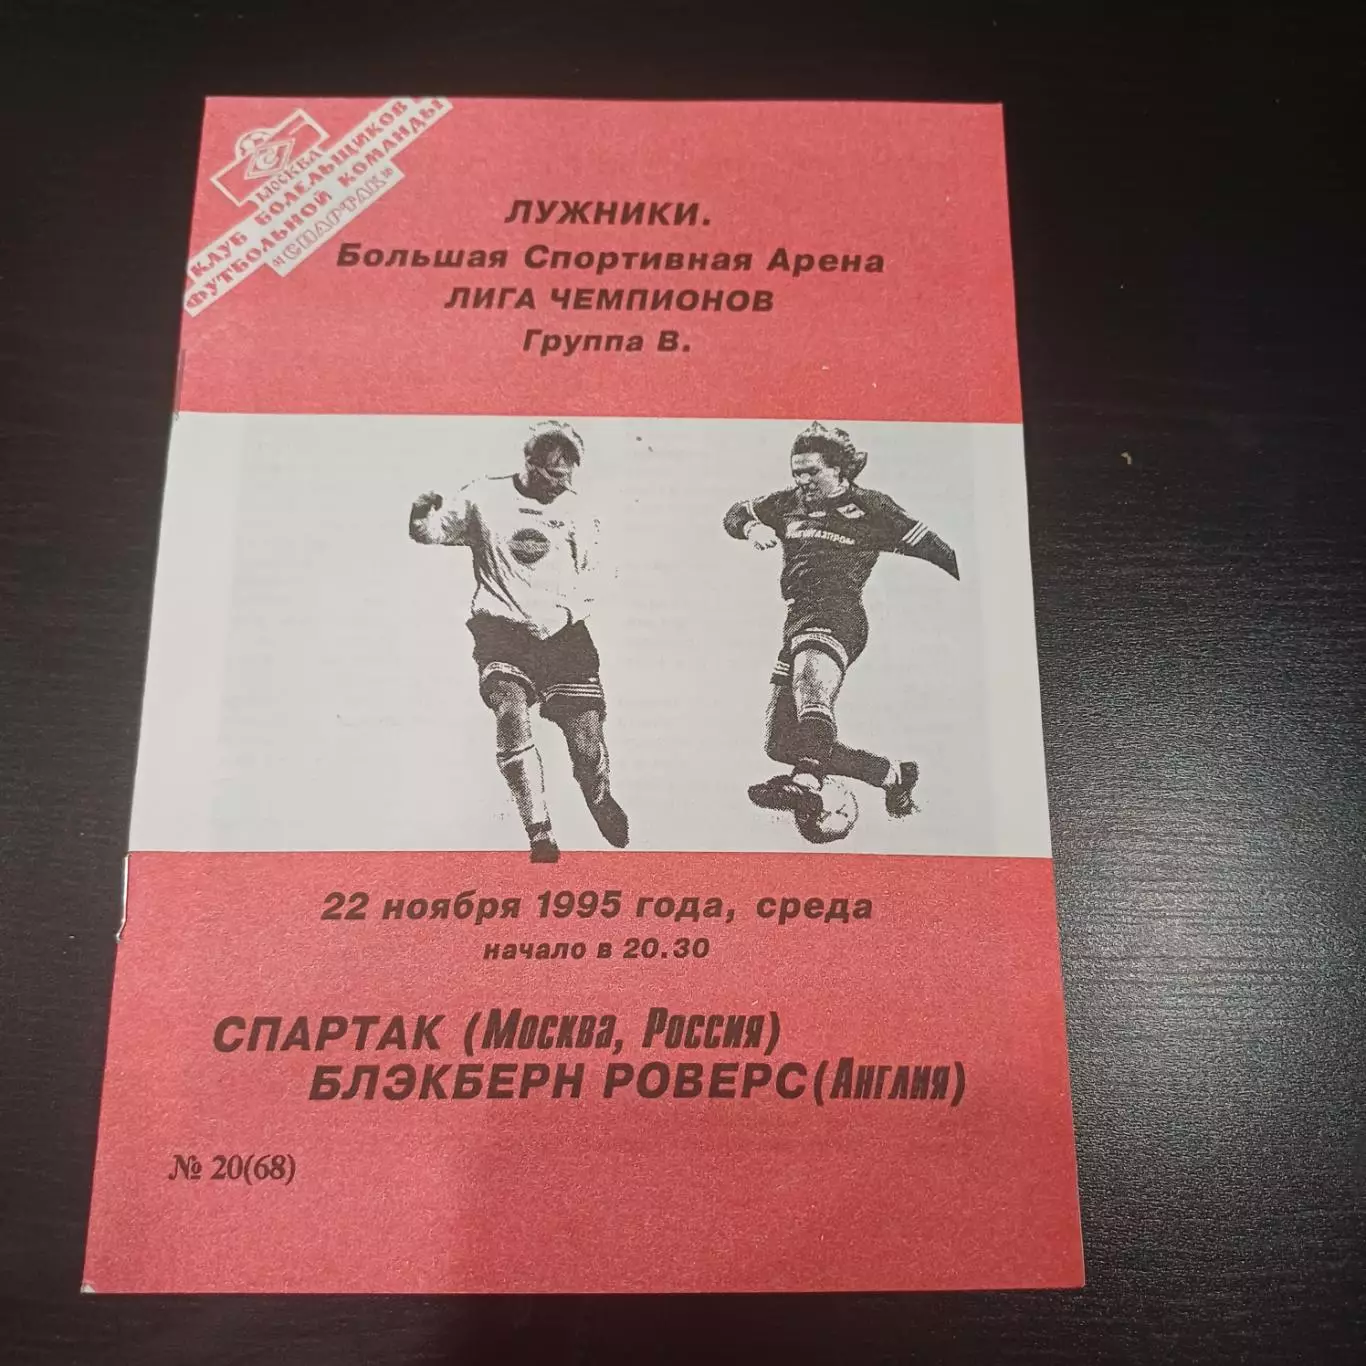 МОСКВА
КЛУБ БОЛЕЛЬЩИКОВ
ФУТБОЛЬНОЙ КОМАНДЫ
"СПАРТАК"
ЛУЖНИКИ.
Большая Спортивная Арена
ЛИГА ЧЕМПИОНОВ
Группа В.
22 ноября 1995 года, среда
начало в 20.30
СПАРТАК (Москва, Россия)
БЛЭКБЕРН РОВЕРС (Англия)
№ 20(68)